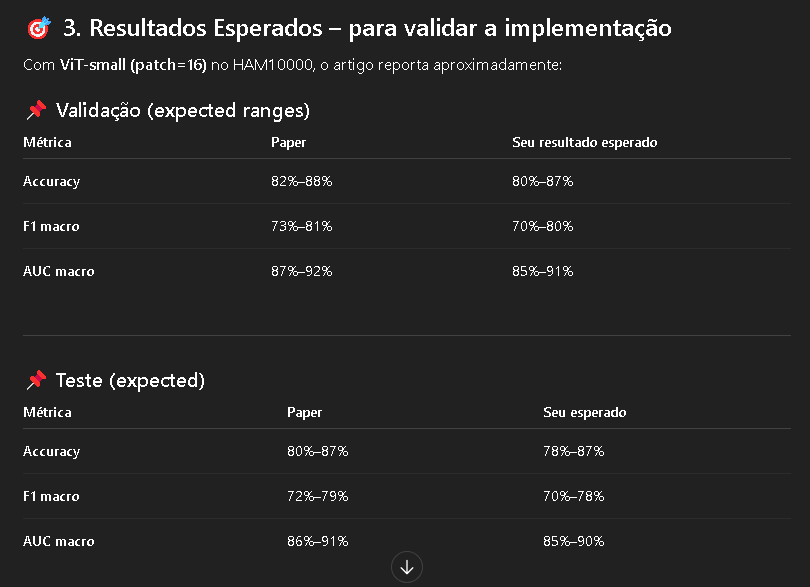 🎯 3. Resultados Esperados – para validar a implementação
Com ViT-small (patch=16) no HAM10000, o artigo reporta aproximadamente:
📌 Validação (expected ranges)
Métrica Paper Seu resultado esperado
Accuracy 82%–88% 80%–87%
F1 macro 73%–81% 70%–80%
AUC macro 87%–92% 85%–91%
📌 Teste (expected)
Métrica Paper Seu esperado
Accuracy 80%–87% 78%–87%
F1 macro 72%–79% 70%–78%
AUC macro 86%–91% 85%–90%